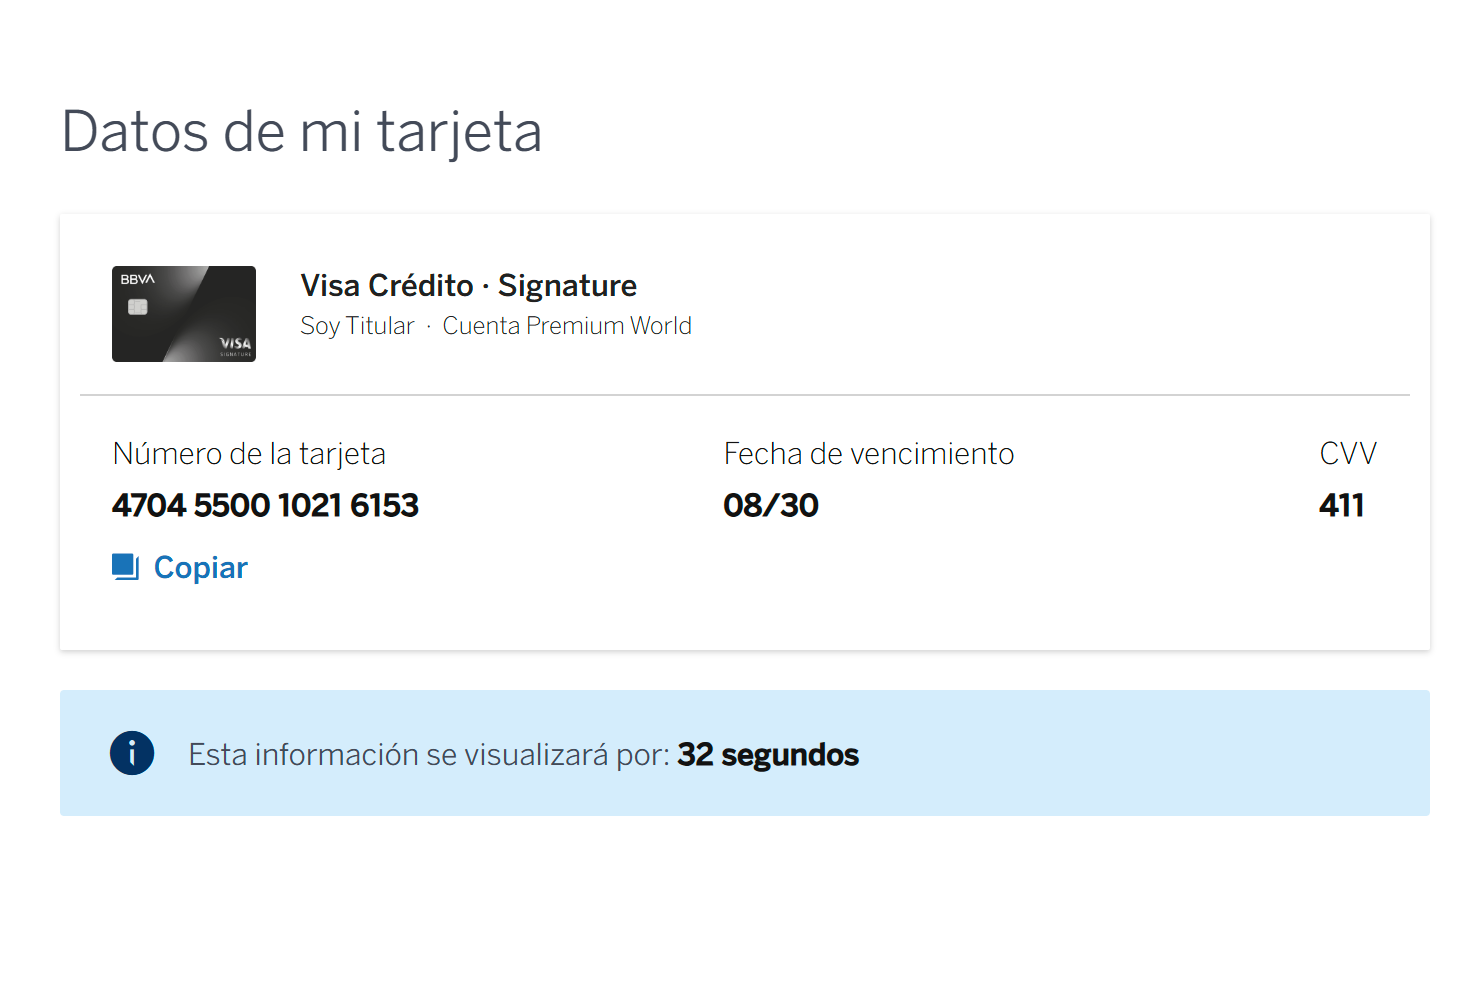 Datos de mi tarjeta
BBVA
VISA
SIGNATURE
Visa Crédito · Signature
Soy Titular · Cuenta Premium World
Número de la tarjeta
4704 5500 1021 6153
Copiar
Fecha de vencimiento
08/30
CVV
411
Esta información se visualizará por: 32 segundos